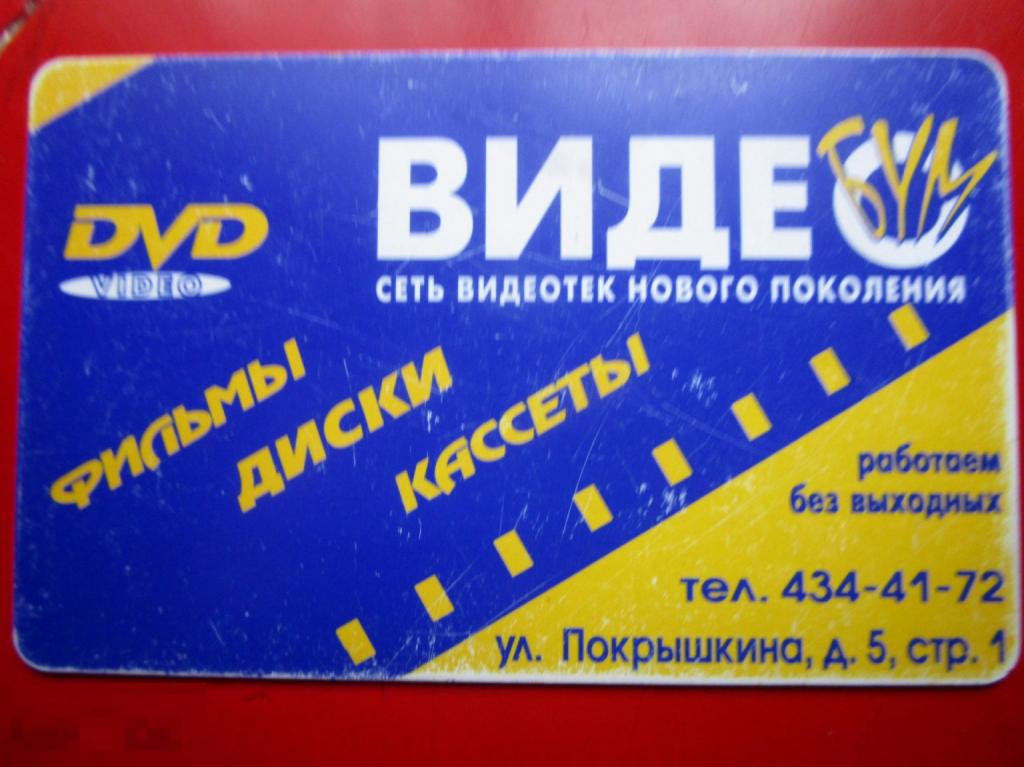 DVD
VIDEO
ВИДЕО
БУМ
СЕТЬ ВИДЕОТЕК НОВОГО ПОКОЛЕНИЯ
ФИЛЬМЫ
ДИСКИ
КАССЕТЫ
работаем
без выходных
тел. 434-41-72
ул. Покрышкина, д. 5, стр. 1